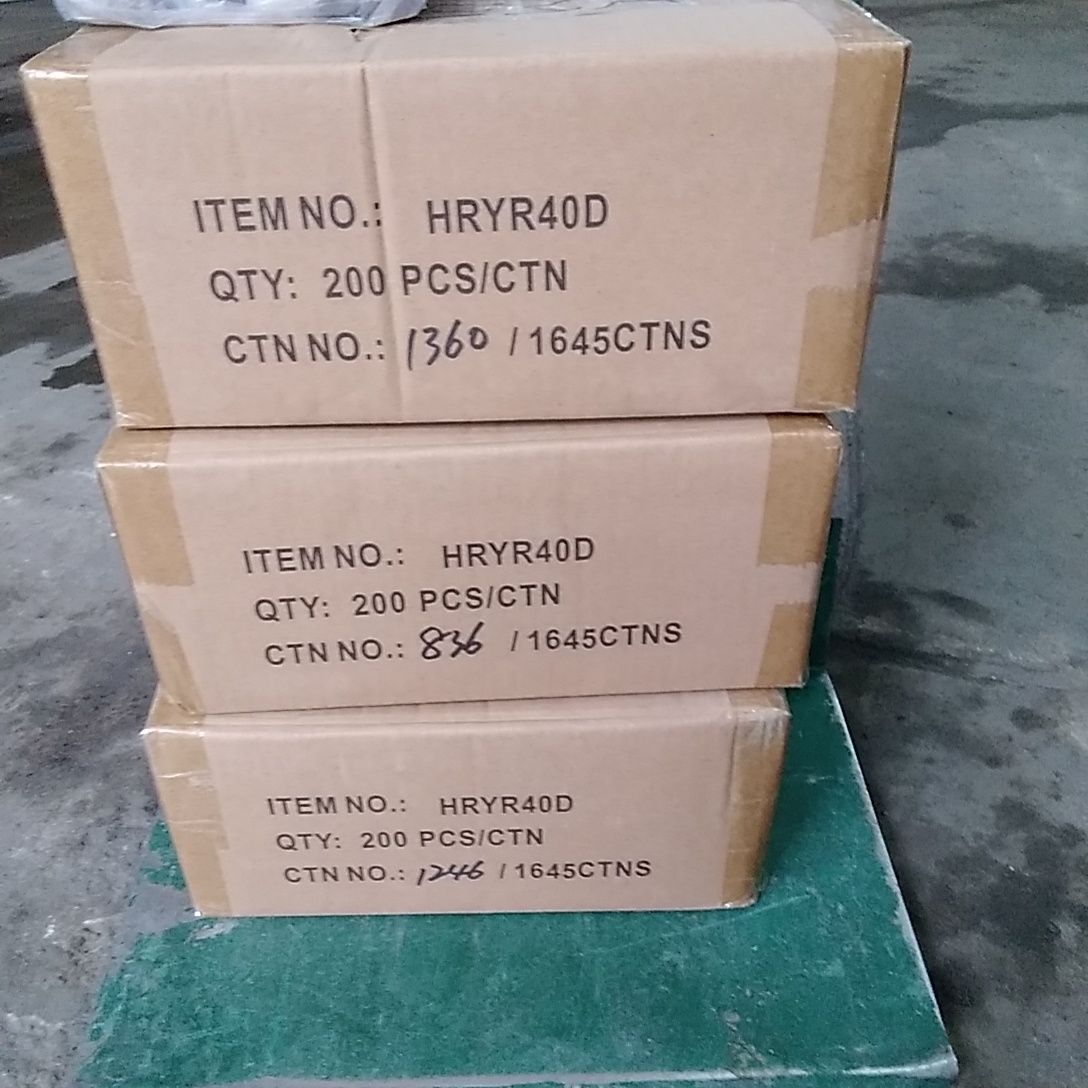 ITEM NO.: HRYR40D
QTY: 200 PCS/CTN
CTN NO.: 1360 / 1645CTNS
ITEM NO.: HRYR40D
QTY: 200 PCS/CTN
CTN NO.: 836 / 1645CTNS
ITEM NO.: HRYR40D
QTY: 200 PCS/CTN
CTN NO.: 1246 / 1645CTNS